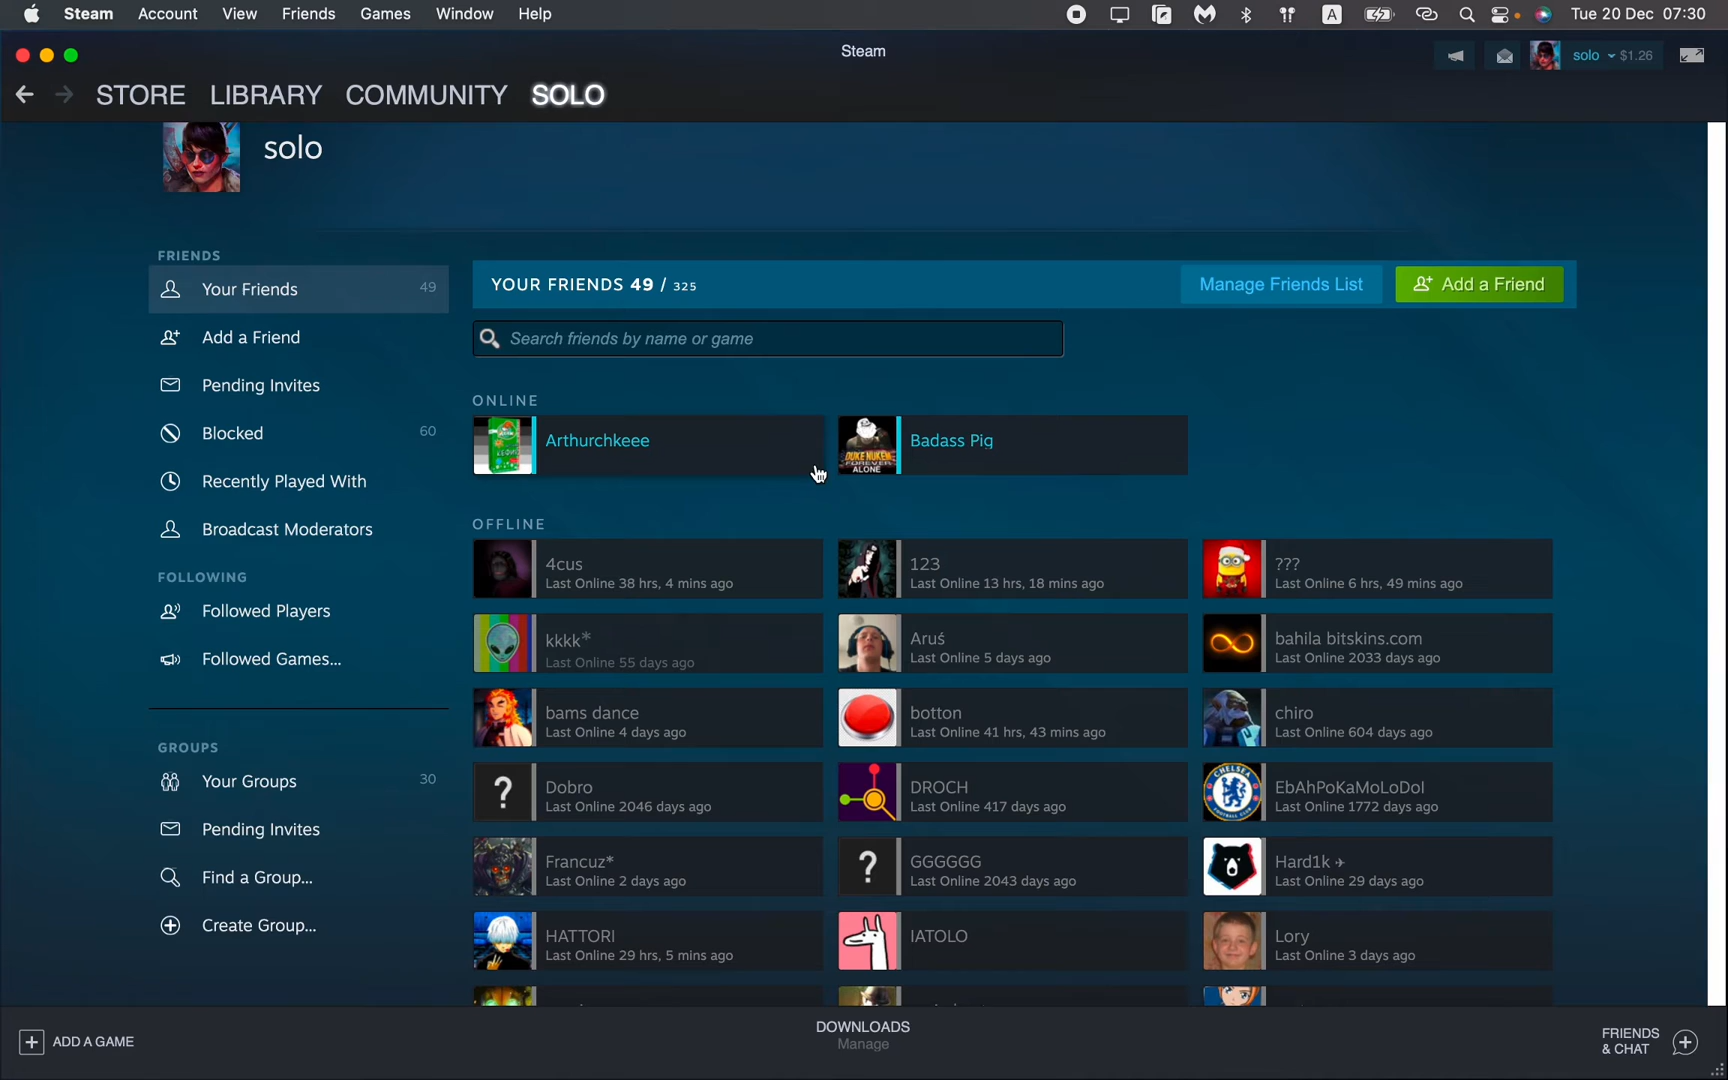 Steam Account View Friends Games Window Help
A
Tue 20 Dec 07:30
Steam
solo $1.26
STORE LIBRARY COMMUNITY SOLO
solo
FRIENDS
Your Friends 49
Add a Friend
Pending Invites
Blocked 60
Recently Played With
Broadcast Moderators
FOLLOWING
Followed Players
Followed Games...
GROUPS
Your Groups 30
Pending Invites
Find a Group...
Create Group...
YOUR FRIENDS 49 / 325
Manage Friends List
Add a Friend
Search friends by name or game
ONLINE
Arthurchkeee
DUKE NUKEM
FOREVER
ALONE
Badass Pig
OFFLINE
4cus
Last Online 38 hrs, 4 mins ago
123
Last Online 13 hrs, 18 mins ago
???
Last Online 6 hrs, 49 mins ago
kkkk*
Last Online 55 days ago
Aruś
Last Online 5 days ago
bahila bitskins.com
Last Online 2033 days ago
bams dance
Last Online 4 days ago
botton
Last Online 41 hrs, 43 mins ago
chiro
Last Online 604 days ago
?
Dobro
Last Online 2046 days ago
DROCH
Last Online 417 days ago
CHELSEA
FOOTBALL CLUB
EbAhPoKaMoLoDoI
Last Online 1772 days ago
Francuz*
Last Online 2 days ago
?
GGGGGG
Last Online 2043 days ago
Hard1k ✈
Last Online 29 days ago
HATTORI
Last Online 29 hrs, 5 mins ago
IATOLO
Lory
Last Online 3 days ago
ADD A GAME
DOWNLOADS
Manage
FRIENDS
& CHAT